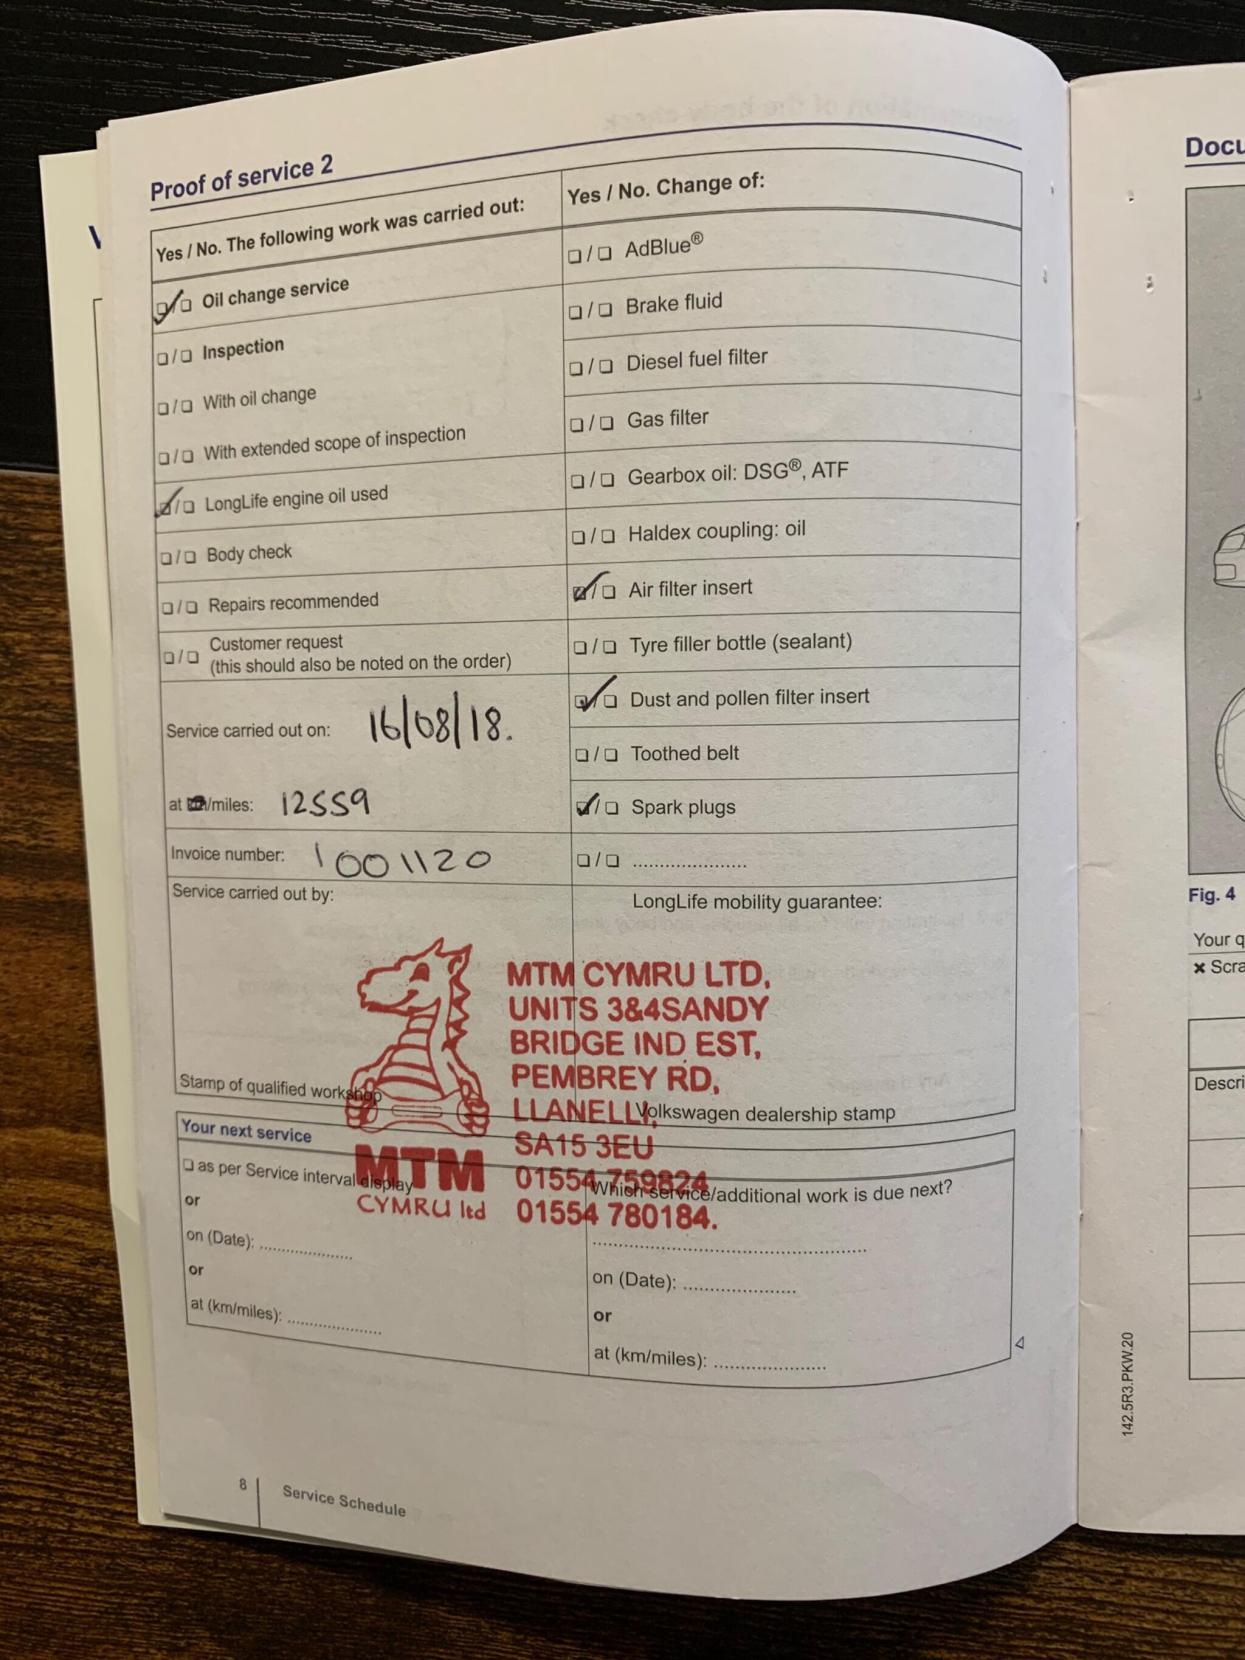 Proof of service 2
Yes / No. The following work was carried out:
❏/❏ Oil change service
❏/❏ Inspection
❏/❏ With oil change
❏/❏ With extended scope of inspection
❏/❏ LongLife engine oil used
❏/❏ Body check
❏/❏ Repairs recommended
❏/❏ Customer request
(this should also be noted on the order)
Service carried out on: 16/08/18.
at /miles: 12559
Invoice number: 1001120
Service carried out by:
Stamp of qualified workshop
Yes / No. Change of:
❏/❏ AdBlue®
❏/❏ Brake fluid
❏/❏ Diesel fuel filter
❏/❏ Gas filter
❏/❏ Gearbox oil: DSG®, ATF
❏/❏ Haldex coupling: oil
❏/❏ Air filter insert
❏/❏ Tyre filler bottle (sealant)
❏/❏ Dust and pollen filter insert
❏/❏ Toothed belt
❏/❏ Spark plugs
❏/❏ ....................
LongLife mobility guarantee:
Volkswagen dealership stamp
MTM
CYMRU ltd
MTM CYMRU LTD,
UNITS 3&4SANDY
BRIDGE IND EST,
PEMBREY RD,
LLANELLI,
SA15 3EU
01554 759824
01554 780184.
Your next service
❏ as per Service interval display
or
on (Date): ..................
or
at (km/miles): ..................
Which service/additional work is due next?
..................................................
on (Date): .....................
or
at (km/miles): .....................
8
Service Schedule
Docu
Fig. 4
Your q
✖ Scra
Descri
142.5R3.PKW.20